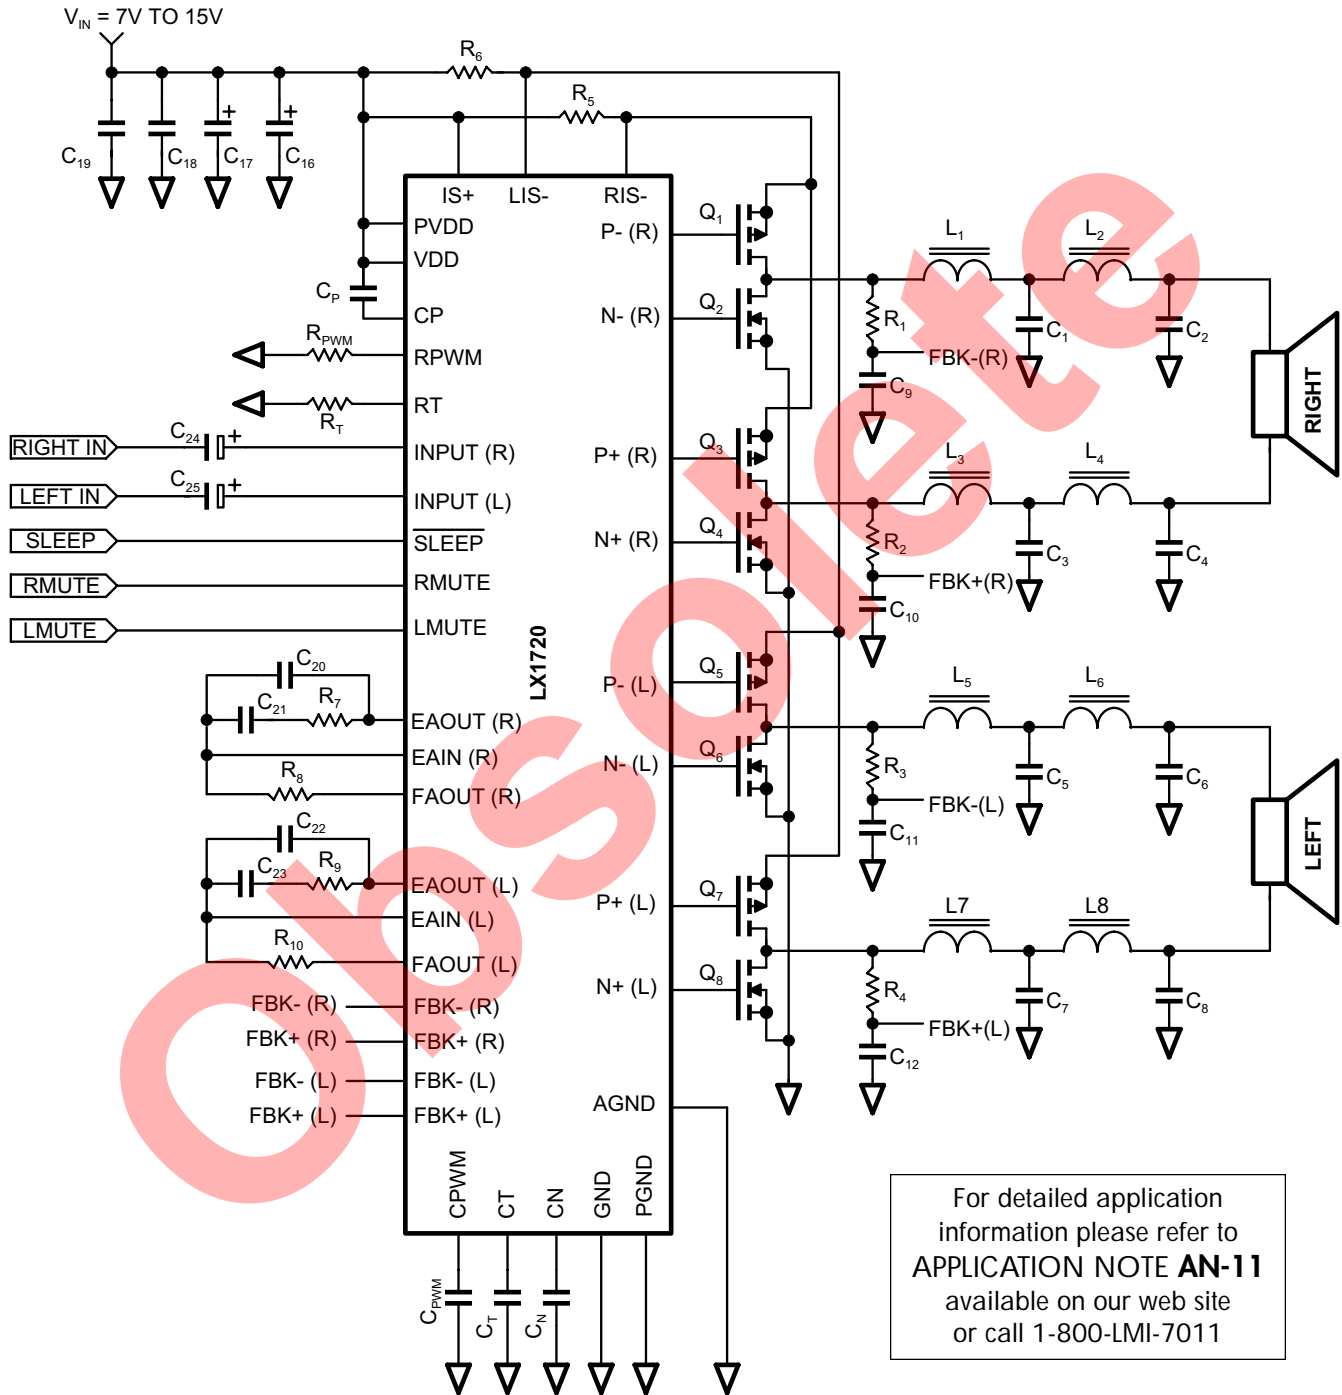 V_IN = 7V TO 15V
R6
R5
C19
C18
C17
+
C16
+
IS+
LIS-
RIS-
PVDD
VDD
CP
CP
RPWM
RPWM
RT
RT
RIGHT IN
C24
+
INPUT (R)
LEFT IN
C25
+
INPUT (L)
SLEEP
SLEEP
RMUTE
RMUTE
LMUTE
LMUTE
LX1720
C20
C21
R7
EAOUT (R)
EAIN (R)
R8
FAOUT (R)
C22
C23
R9
EAOUT (L)
EAIN (L)
R10
FAOUT (L)
FBK- (R)
FBK- (R)
FBK+ (R)
FBK+ (R)
FBK- (L)
FBK- (L)
FBK+ (L)
FBK+ (L)
P- (R)
Q1
N- (R)
Q2
P+ (R)
Q3
N+ (R)
Q4
P- (L)
Q5
N- (L)
Q6
P+ (L)
Q7
N+ (L)
Q8
AGND
CPWM
CT
CN
GND
PGND
CPWM
CT
CN
L1
L2
R1
FBK-(R)
C9
C1
C2
RIGHT
L3
L4
R2
FBK+(R)
C10
C3
C4
L5
L6
R3
FBK-(L)
C11
C5
C6
LEFT
L7
L8
R4
FBK+(L)
C12
C7
C8
For detailed application
information please refer to
APPLICATION NOTE AN-11
available on our web site
or call 1-800-LMI-7011
Obsolete